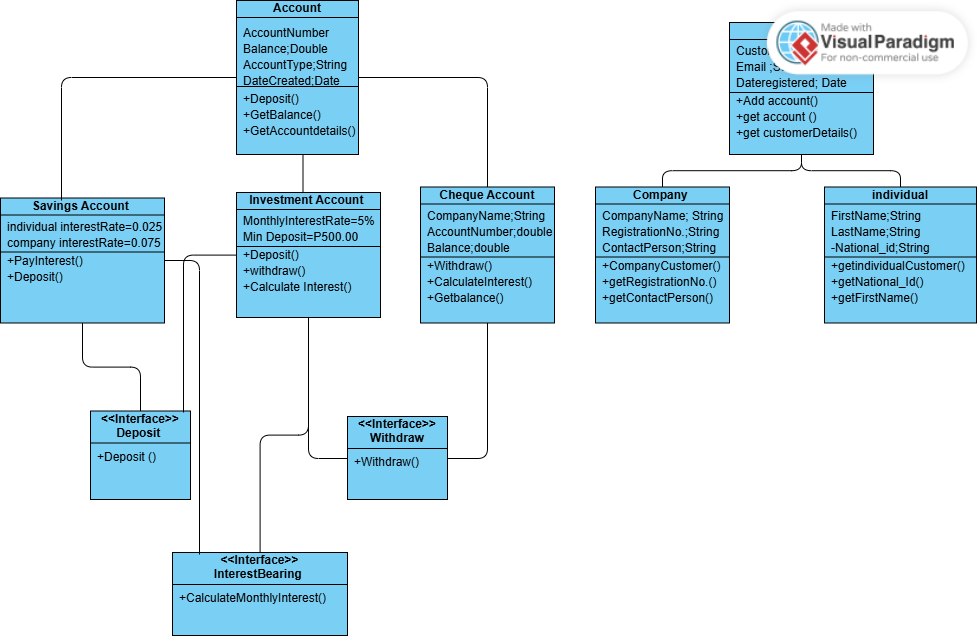 Account
AccountNumber
Balance;Double
AccountType;String
DateCreated;Date
+Deposit()
+GetBalance()
+GetAccountdetails()
Email
Dateregistered; Date
+Add account()
+get account ()
+get customerDetails()
Made with
Visual Paradigm
For non-commercial use
Savings Account
individual interestRate=0.025
company interestRate=0.075
+PayInterest()
+Deposit()
Investment Account
MonthlyInterestRate=5%
Min Deposit=P500.00
+Deposit()
+withdraw()
+Calculate Interest()
Cheque Account
CompanyName;String
AccountNumber;double
Balance;double
+Withdraw()
+CalculateInterest()
+Getbalance()
Company
CompanyName; String
RegistrationNo.;String
ContactPerson;String
+CompanyCustomer()
+getRegistrationNo.()
+getContactPerson()
individual
FirstName;String
LastName;String
-National_id;String
+getindividualCustomer()
+getNational_Id()
+getFirstName()
<<Interface>>
Deposit
+Deposit ()
<<Interface>>
Withdraw
+Withdraw()
<<Interface>>
InterestBearing
+CalculateMonthlyInterest()